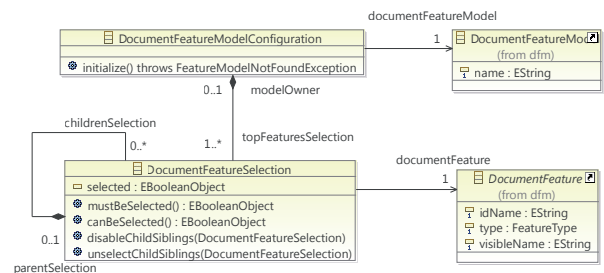 documentFeatureModel
DocumentFeatureModelConfiguration
1
DocumentFeatureMod
(from dfm)
initialize() throws FeatureModelNotFoundException
name : EString
0..1
modelOwner
childrenSelection
0..*
1..*
topFeaturesSelection
DocumentFeatureSelection
documentFeature
selected : EBooleanObject
1
DocumentFeature
(from dfm)
mustBeSelected() : EBooleanObject
canBeSelected() : EBooleanObject
disableChildSiblings(DocumentFeatureSelection)
unselectChildSiblings(DocumentFeatureSelection)
idName : EString
type : FeatureType
visibleName : EString
0..1
parentSelection